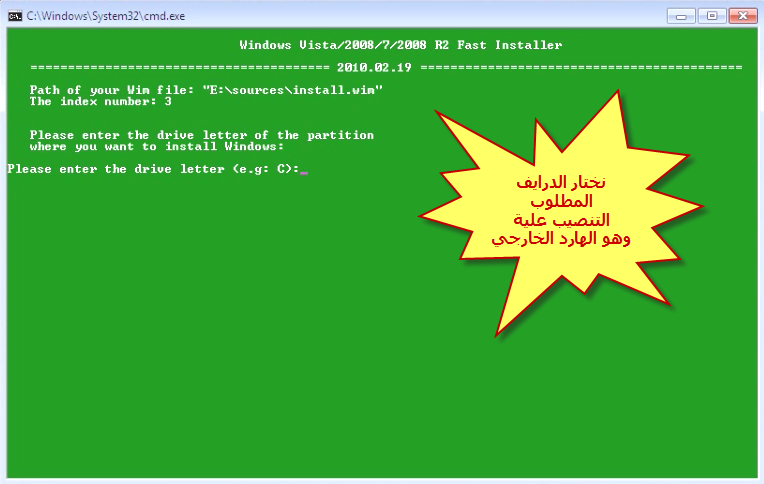 C:\Windows\System32\cmd.exe
Windows Vista/2008/7/2008 R2 Fast Installer
======================================== 2010.02.19 ===========================================
Path of your Wim file: "E:\sources\install.wim"
The index number: 3
Please enter the drive letter of the partition
where you want to install Windows:
Please enter the drive letter (e.g: C):_
نختار الدرايف
المطلوب
التنصيب علية
وهو الهارد الخارجي